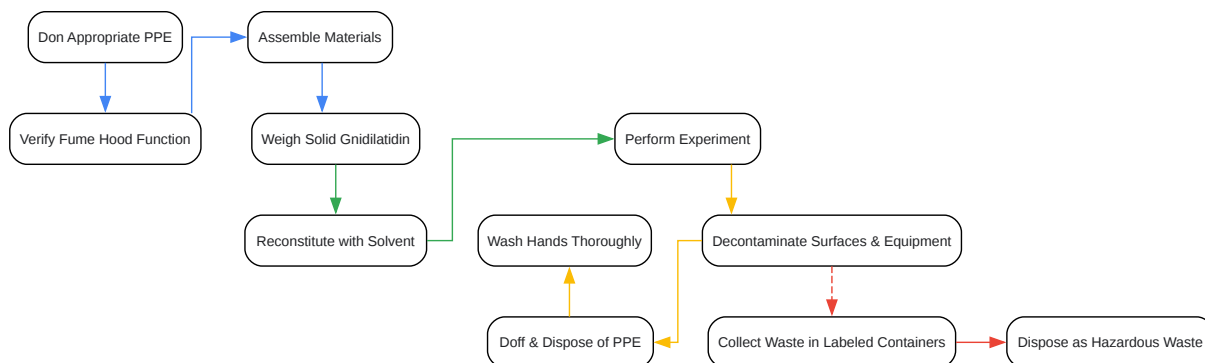 Don Appropriate PPE
Assemble Materials
Verify Fume Hood Function
Weigh Solid Gnidilatidin
Perform Experiment
Reconstitute with Solvent
Wash Hands Thoroughly
Decontaminate Surfaces & Equipment
Doff & Dispose of PPE
Collect Waste in Labeled Containers
Dispose as Hazardous Waste